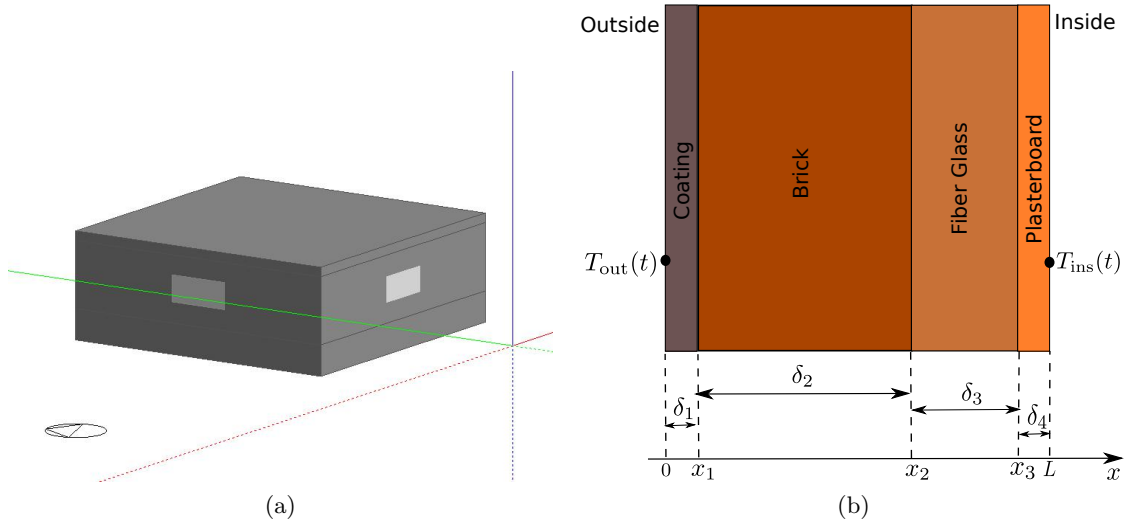 Outside
Inside
Coating
Brick
Fiber Glass
Plasterboard
T_out(t)
T_ins(t)
δ₁
δ₂
δ₃
δ₄
0
x₁
x₂
x₃
L
x
(a)
(b)